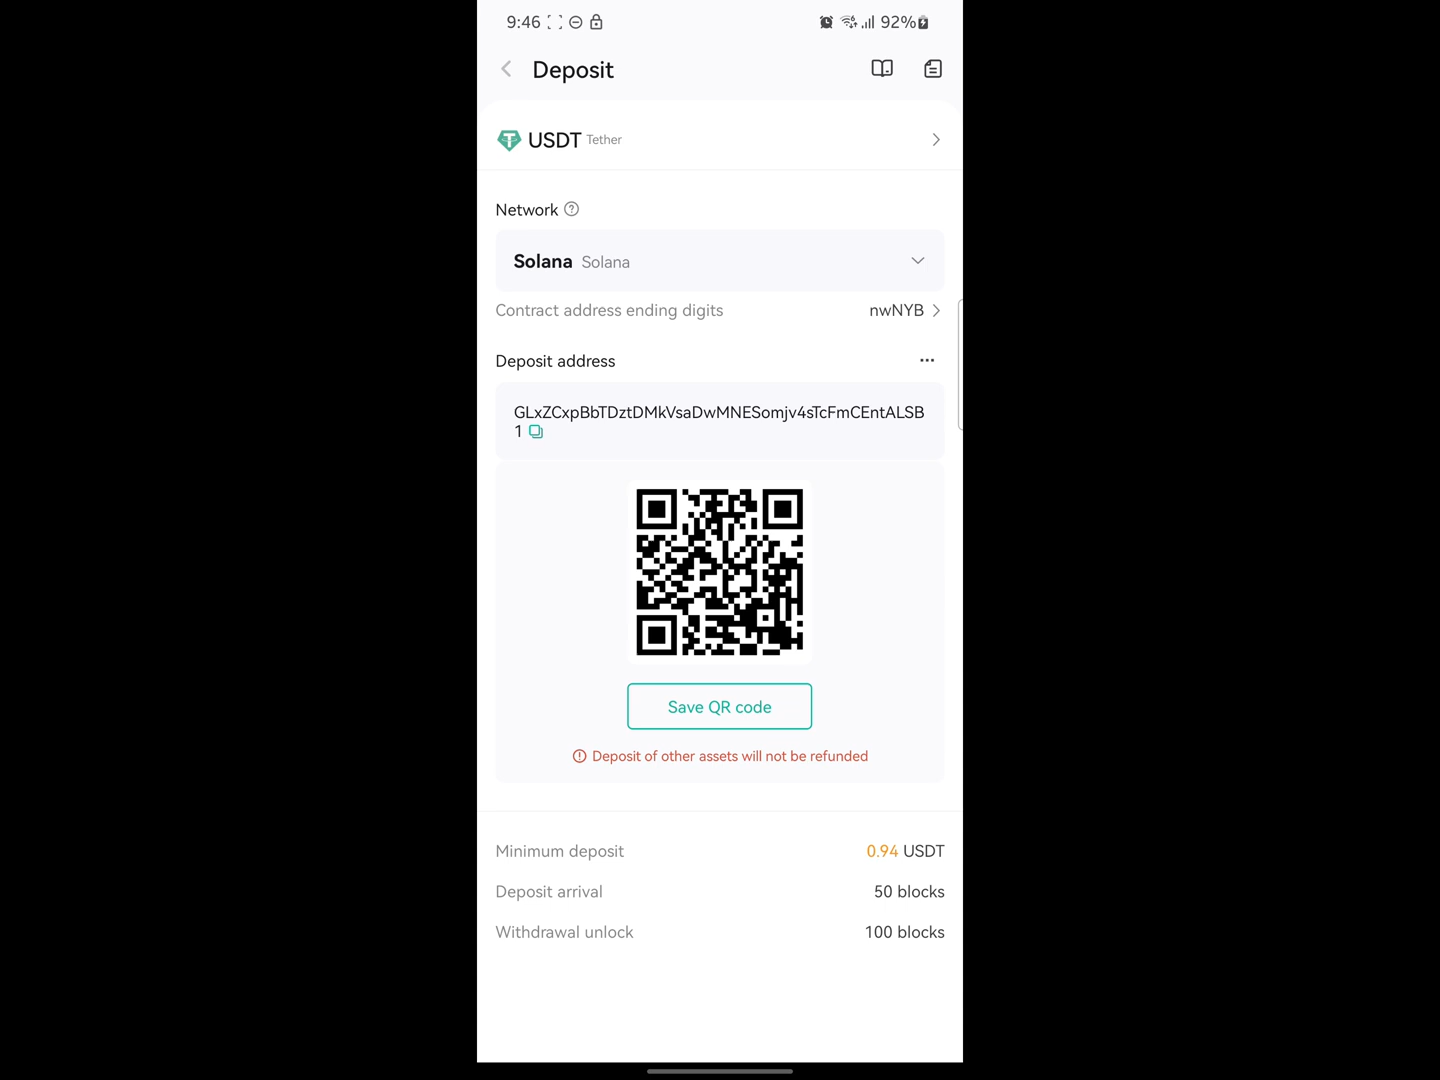 9:46 92%
Deposit
USDT Tether
Network
Solana Solana
Contract address ending digits nwNYB
Deposit address
GLxZCxpBbTDztDMkVsaDwMNESomjv4sTcFmCEntALSB
1
Save QR code
Deposit of other assets will not be refunded
Minimum deposit 0.94 USDT
Deposit arrival 50 blocks
Withdrawal unlock 100 blocks